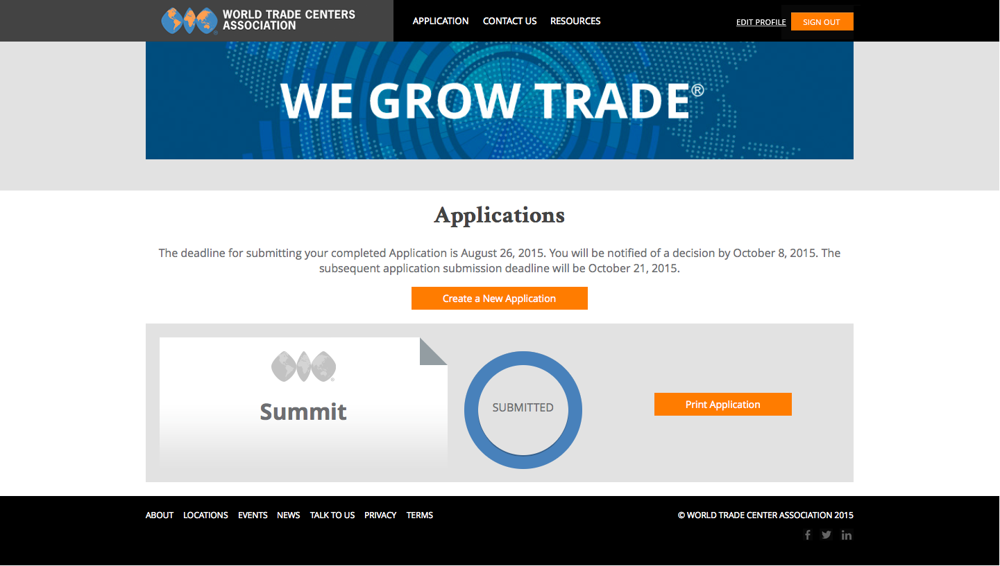 WORLD TRADE CENTERS
ASSOCIATION
APPLICATION CONTACT US RESOURCES
EDIT PROFILE SIGN OUT
WE GROW TRADE®
Applications
The deadline for submitting your completed Application is August 26, 2015. You will be notified of a decision by October 8, 2015. The
subsequent application submission deadline will be October 21, 2015.
Create a New Application
Summit
SUBMITTED
Print Application
ABOUT LOCATIONS EVENTS NEWS TALK TO US PRIVACY TERMS
© WORLD TRADE CENTER ASSOCIATION 2015